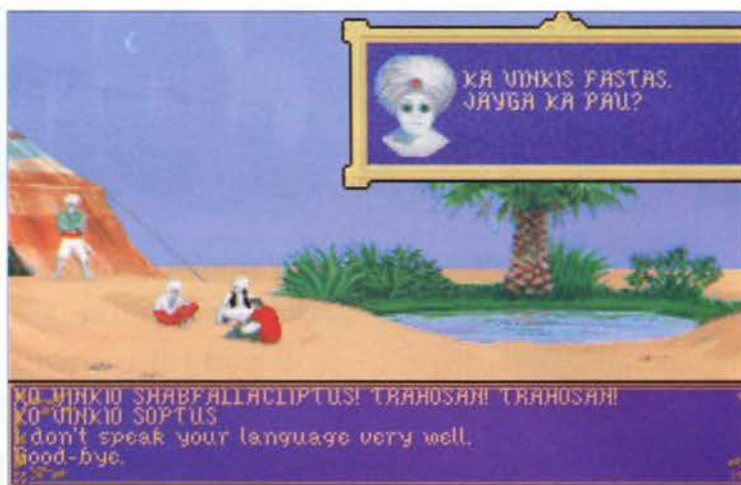 KA VINKIS FASTAS.
JAYGA KA PAU?
KO VINKIO SHABFALLACLIPTUS! TRAHOSAN! TRAHOSAN!
KO VINKIO SOPTUS
I don't speak your language very well.
Good-bye.